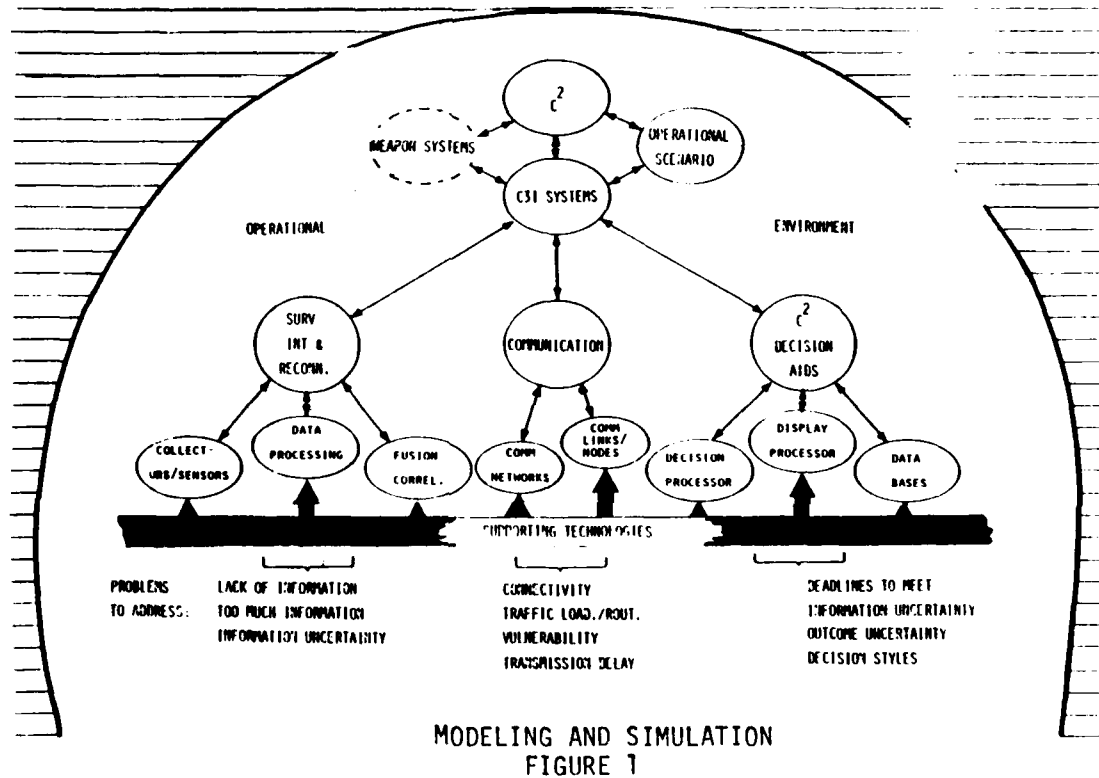 C²
WEAPON SYSTEMS
OPERATIONAL
SCENARIO
C3I SYSTEMS
OPERATIONAL
ENVIRONMENT
SURV
INT &
RECONN.
COMMUNICATION
C²
DECISION
AIDS
COLLECT-
ORS/SENSORS
DATA
PROCESSING
FUSION
CORREL.
COMM
NETWORKS
COMM
LINKS/
NODES
DECISION
PROCESSOR
DISPLAY
PROCESSOR
DATA
BASES
SUPPORTING TECHNOLOGIES
PROBLEMS
TO ADDRESS:
LACK OF INFORMATION
TOO MUCH INFORMATION
INFORMATION UNCERTAINTY
CONNECTIVITY
TRAFFIC LOAD./ROUT.
VULNERABILITY
TRANSMISSION DELAY
DEADLINES TO MEET
INFORMATION UNCERTAINTY
OUTCOME UNCERTAINTY
DECISION STYLES
MODELING AND SIMULATION
FIGURE 1